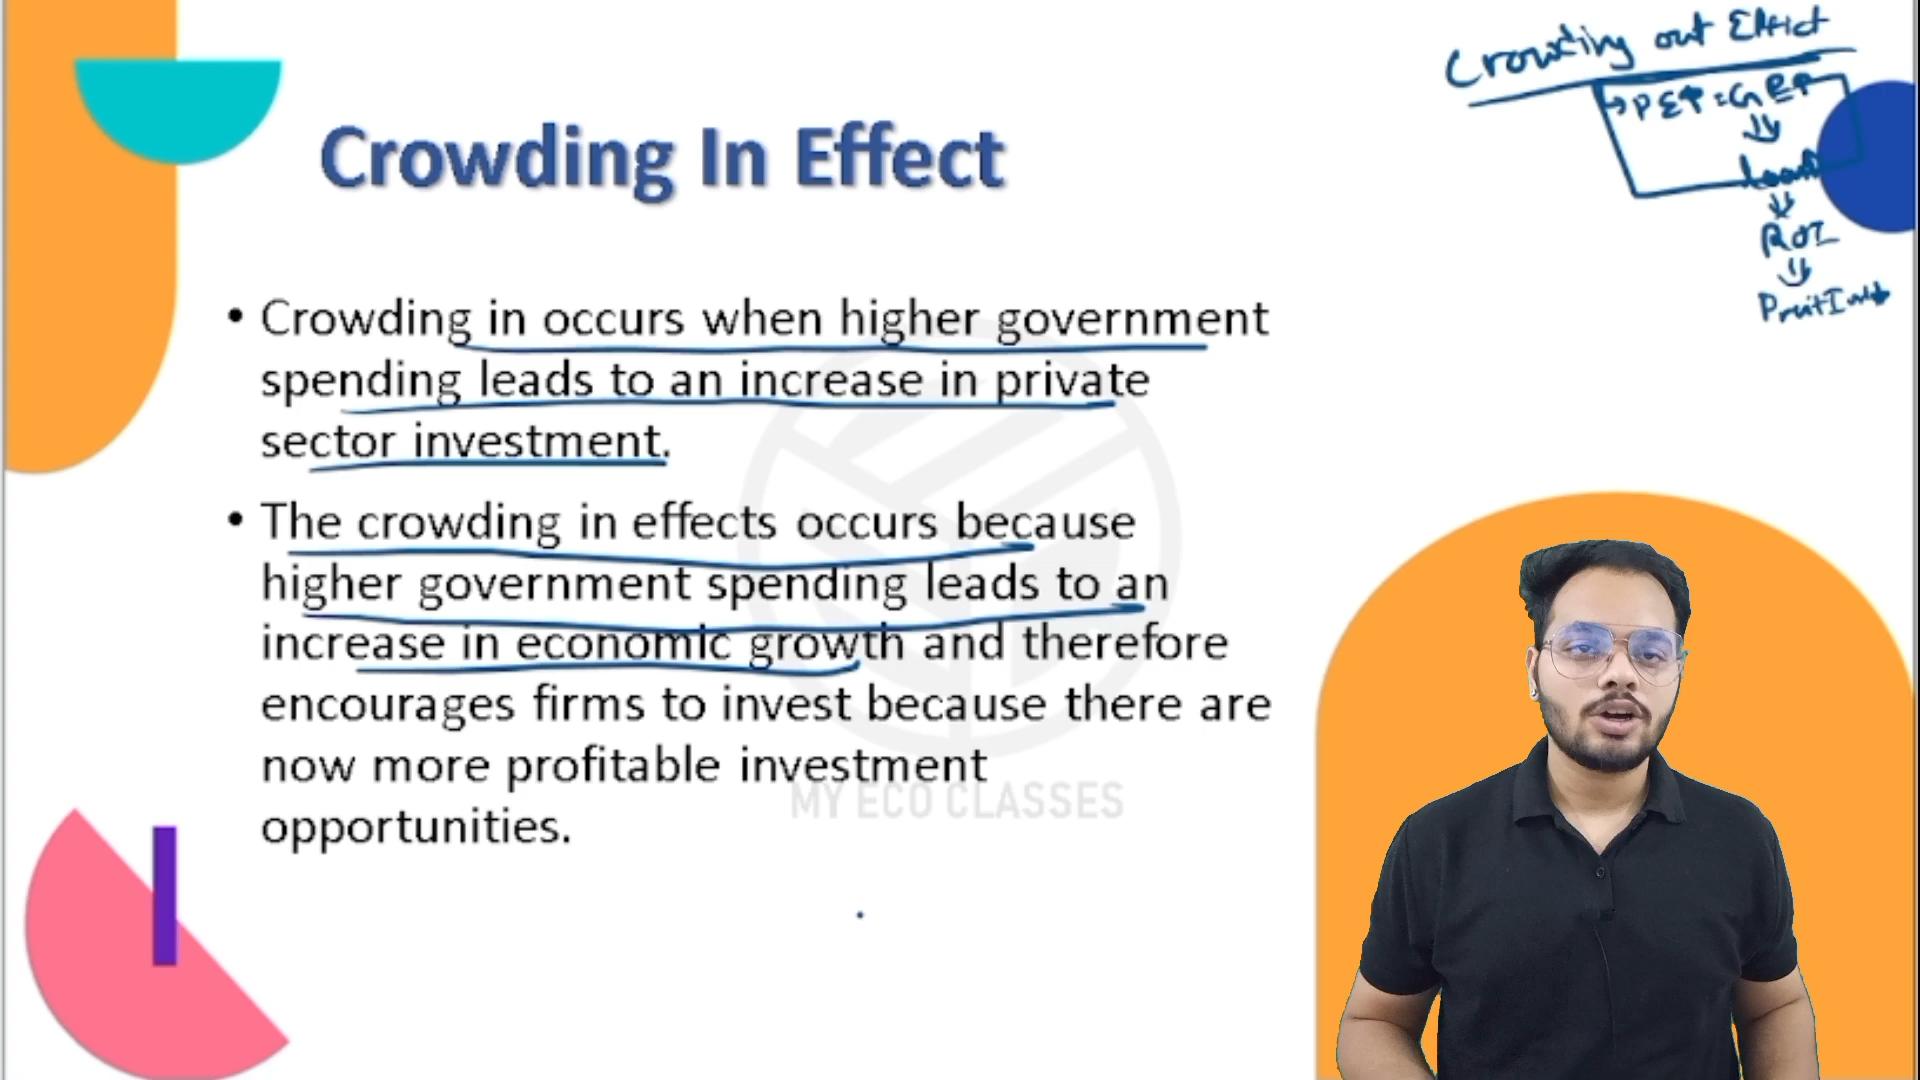 Crowding out Effect
Crowding In Effect
Loan
ROI
• Crowding in occurs when higher government
spending leads to an increase in private
sector investment.
• The crowding in effects occurs because
higher government spending leads to an
increase in economic growth and therefore
encourages firms to invest because there are
now more profitable investment
opportunities.
MY ECO CLASSES